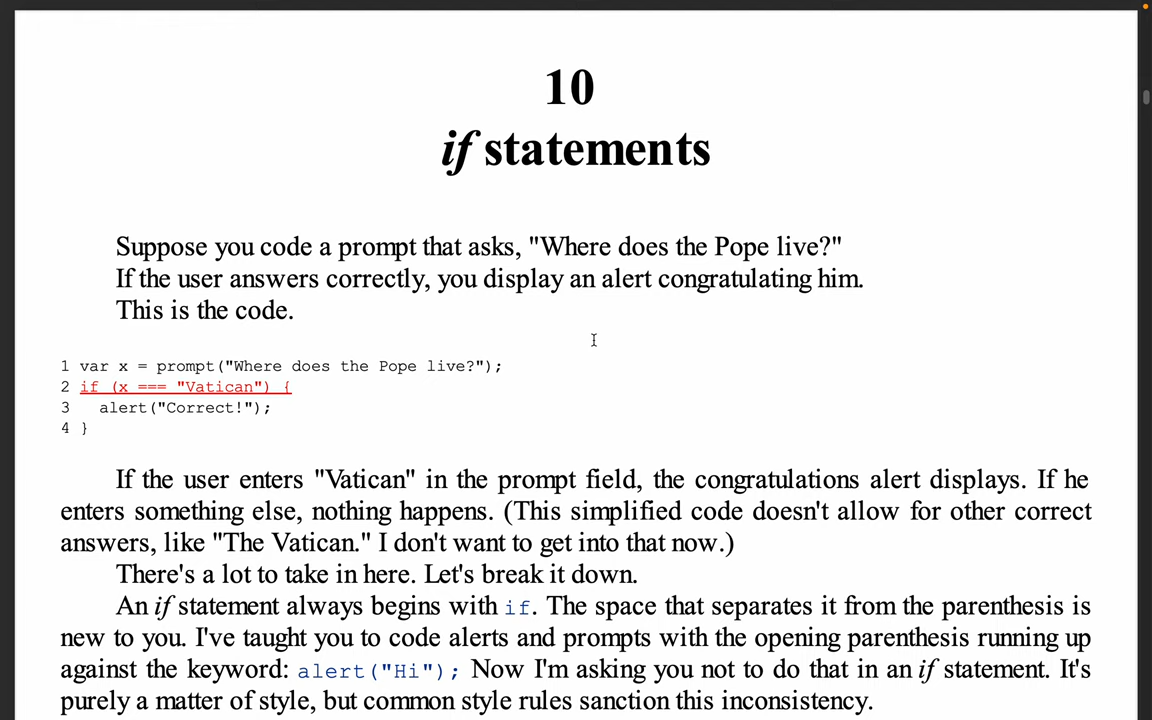 10
if statements
Suppose you code a prompt that asks, "Where does the Pope live?"
If the user answers correctly, you display an alert congratulating him.
This is the code.
1 var x = prompt("Where does the Pope live?");
2 if (x === "Vatican") {
3   alert("Correct!");
4 }
If the user enters "Vatican" in the prompt field, the congratulations alert displays. If he
enters something else, nothing happens. (This simplified code doesn't allow for other correct
answers, like "The Vatican." I don't want to get into that now.)
There's a lot to take in here. Let's break it down.
An if statement always begins with if. The space that separates it from the parenthesis is
new to you. I've taught you to code alerts and prompts with the opening parenthesis running up
against the keyword: alert("Hi"); Now I'm asking you not to do that in an if statement. It's
purely a matter of style, but common style rules sanction this inconsistency.